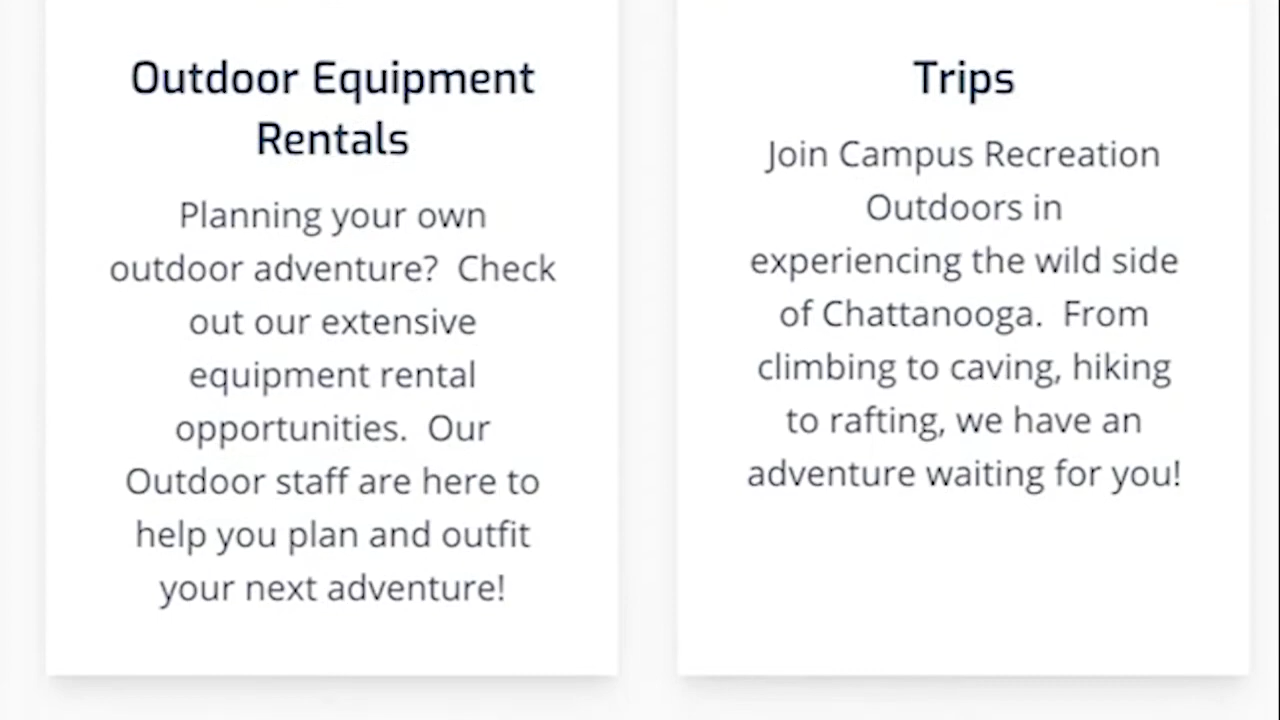 Outdoor Equipment
Rentals
Planning your own
outdoor adventure?  Check
out our extensive
equipment rental
opportunities.  Our
Outdoor staff are here to
help you plan and outfit
your next adventure!
Trips
Join Campus Recreation
Outdoors in
experiencing the wild side
of Chattanooga.  From
climbing to caving, hiking
to rafting, we have an
adventure waiting for you!